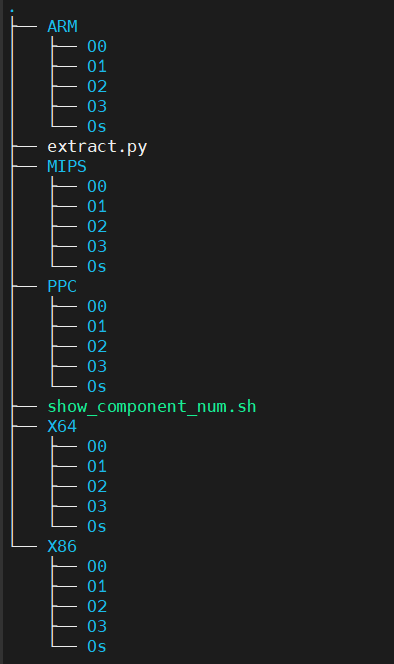 .
├── ARM
│   ├── O0
│   ├── O1
│   ├── O2
│   ├── O3
│   └── Os
├── extract.py
├── MIPS
│   ├── O0
│   ├── O1
│   ├── O2
│   ├── O3
│   └── Os
├── PPC
│   ├── O0
│   ├── O1
│   ├── O2
│   ├── O3
│   └── Os
├── show_component_num.sh
├── X64
│   ├── O0
│   ├── O1
│   ├── O2
│   ├── O3
│   └── Os
└── X86
    ├── O0
    ├── O1
    ├── O2
    ├── O3
    └── Os